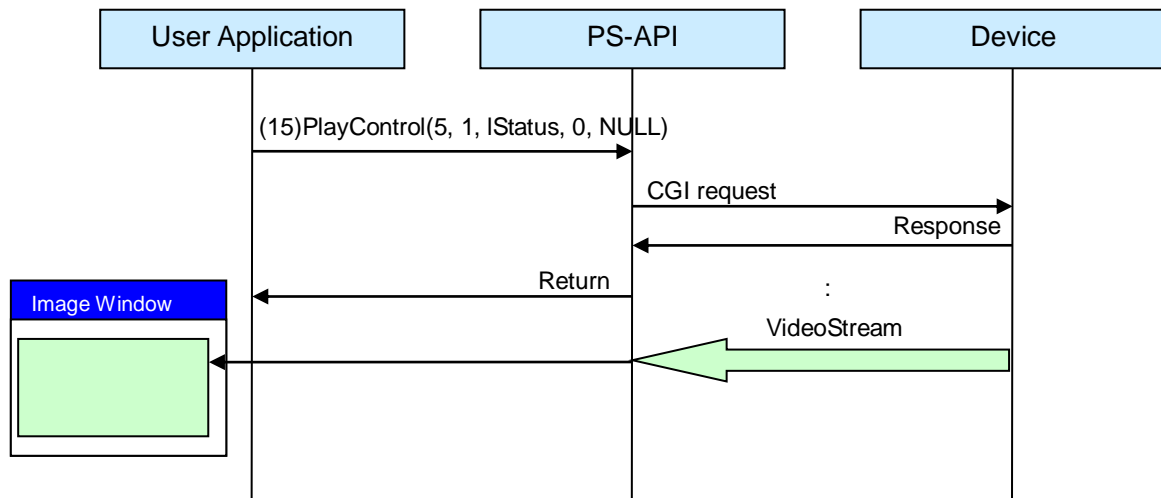 User Application
PS-API
Device
(15)PlayControl(5, 1, lStatus, 0, NULL)
CGI request
Response
Return
:
Image Window
VideoStream